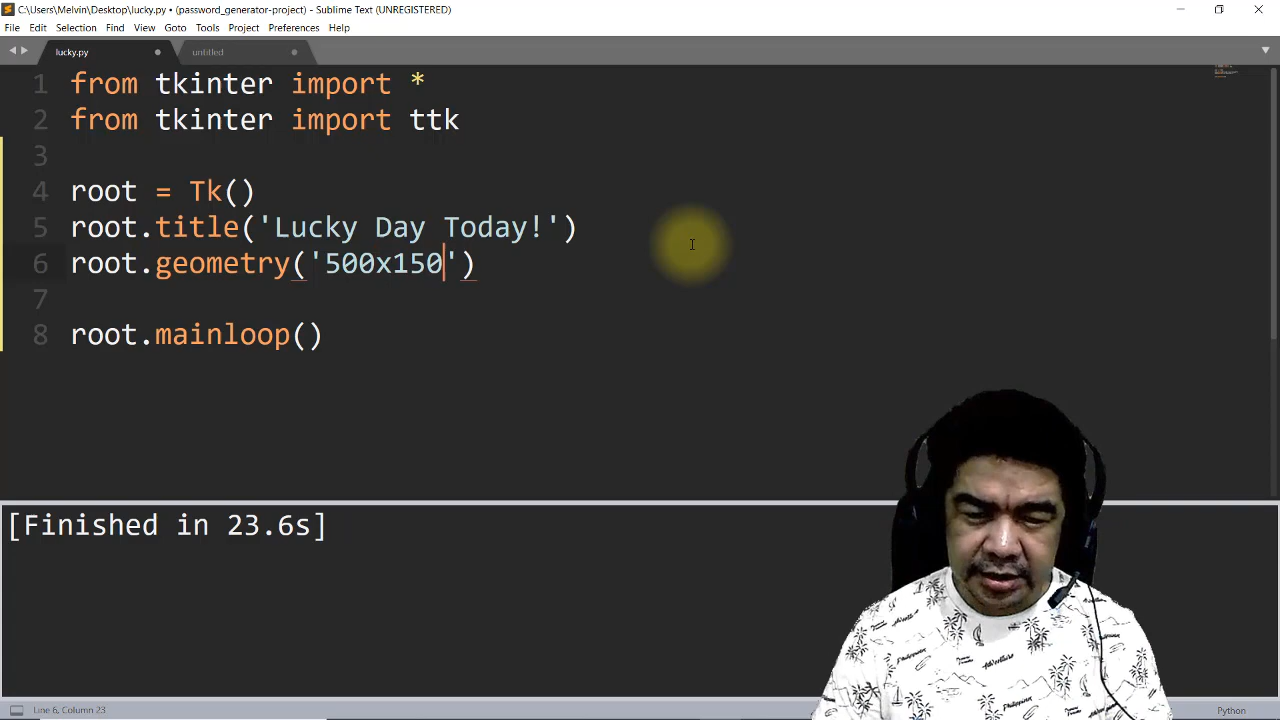 C:\Users\Melvin\Desktop\lucky.py • (password_generator-project) - Sublime Text (UNREGISTERED)
File Edit Selection Find View Goto Tools Project Preferences Help
lucky.py untitled
1 from tkinter import *
2 from tkinter import ttk
3
4 root = Tk()
5 root.title('Lucky Day Today!')
6 root.geometry('500x150')
7
8 root.mainloop()
[Finished in 23.6s]
Line 6, Column 23 Python